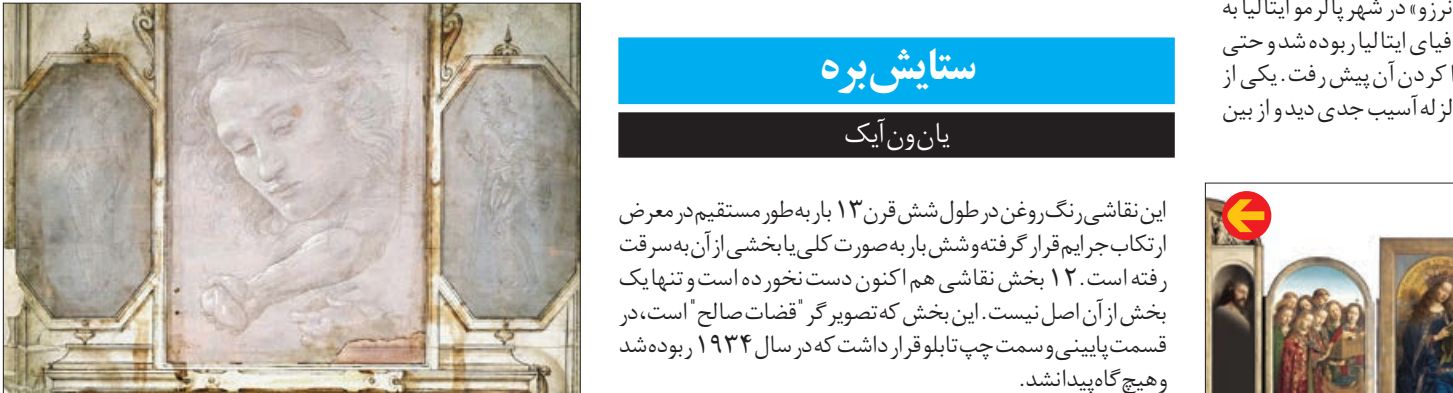 نرزو» در شهر پالرمو ایتالیا به
فیای ایتالیا ربوده شد و حتی
ا کردن آن پیش رفت. یکی از
لزله آسیب جدی دید و از بین
ستایش بره
یان ون آیک
این نقاشی رنگ روغن در طول شش قرن ۱۳ بار به‌طور مستقیم در معرض
ارتکاب جرایم قرار گرفته وشش بار به صورت کلی یا بخشی از آن به سرقت
رفته است. ۱۲ بخش نقاشی هم اکنون دست نخورده است و تنها یک
بخش از آن اصل نیست. این بخش که تصویر گر "قضات صالح" است، در
قسمت پایینی و سمت چپ تابلو قرار داشت که در سال ۱۹۳۴ ربوده شد
و هیچ گاه پیدا نشد.